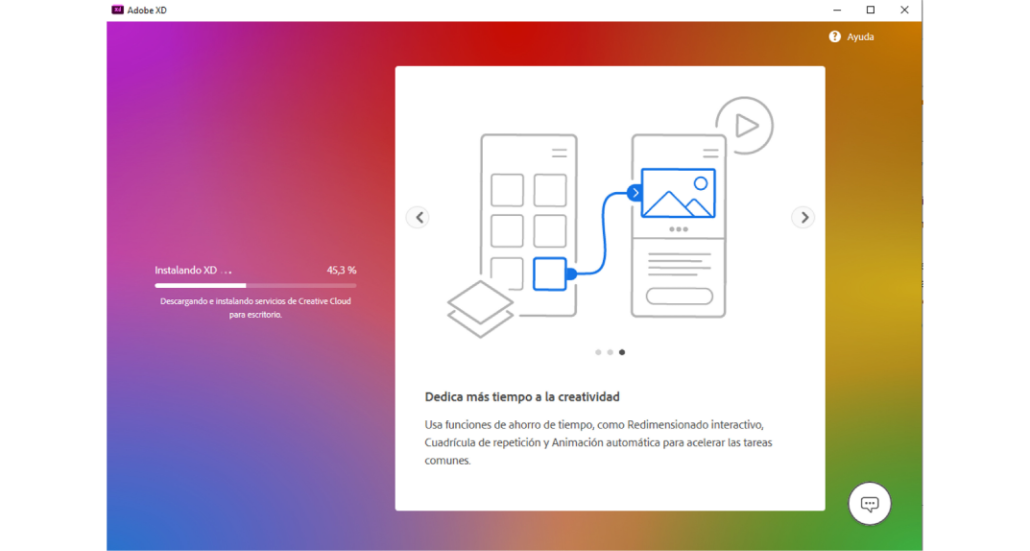 Adobe XD
Ayuda
Instalando XD ...
45,3 %
Descargando e instalando servicios de Creative Cloud
para escritorio.
Dedica más tiempo a la creatividad
Usa funciones de ahorro de tiempo, como Redimensionado interactivo,
Cuadrícula de repetición y Animación automática para acelerar las tareas
comunes.